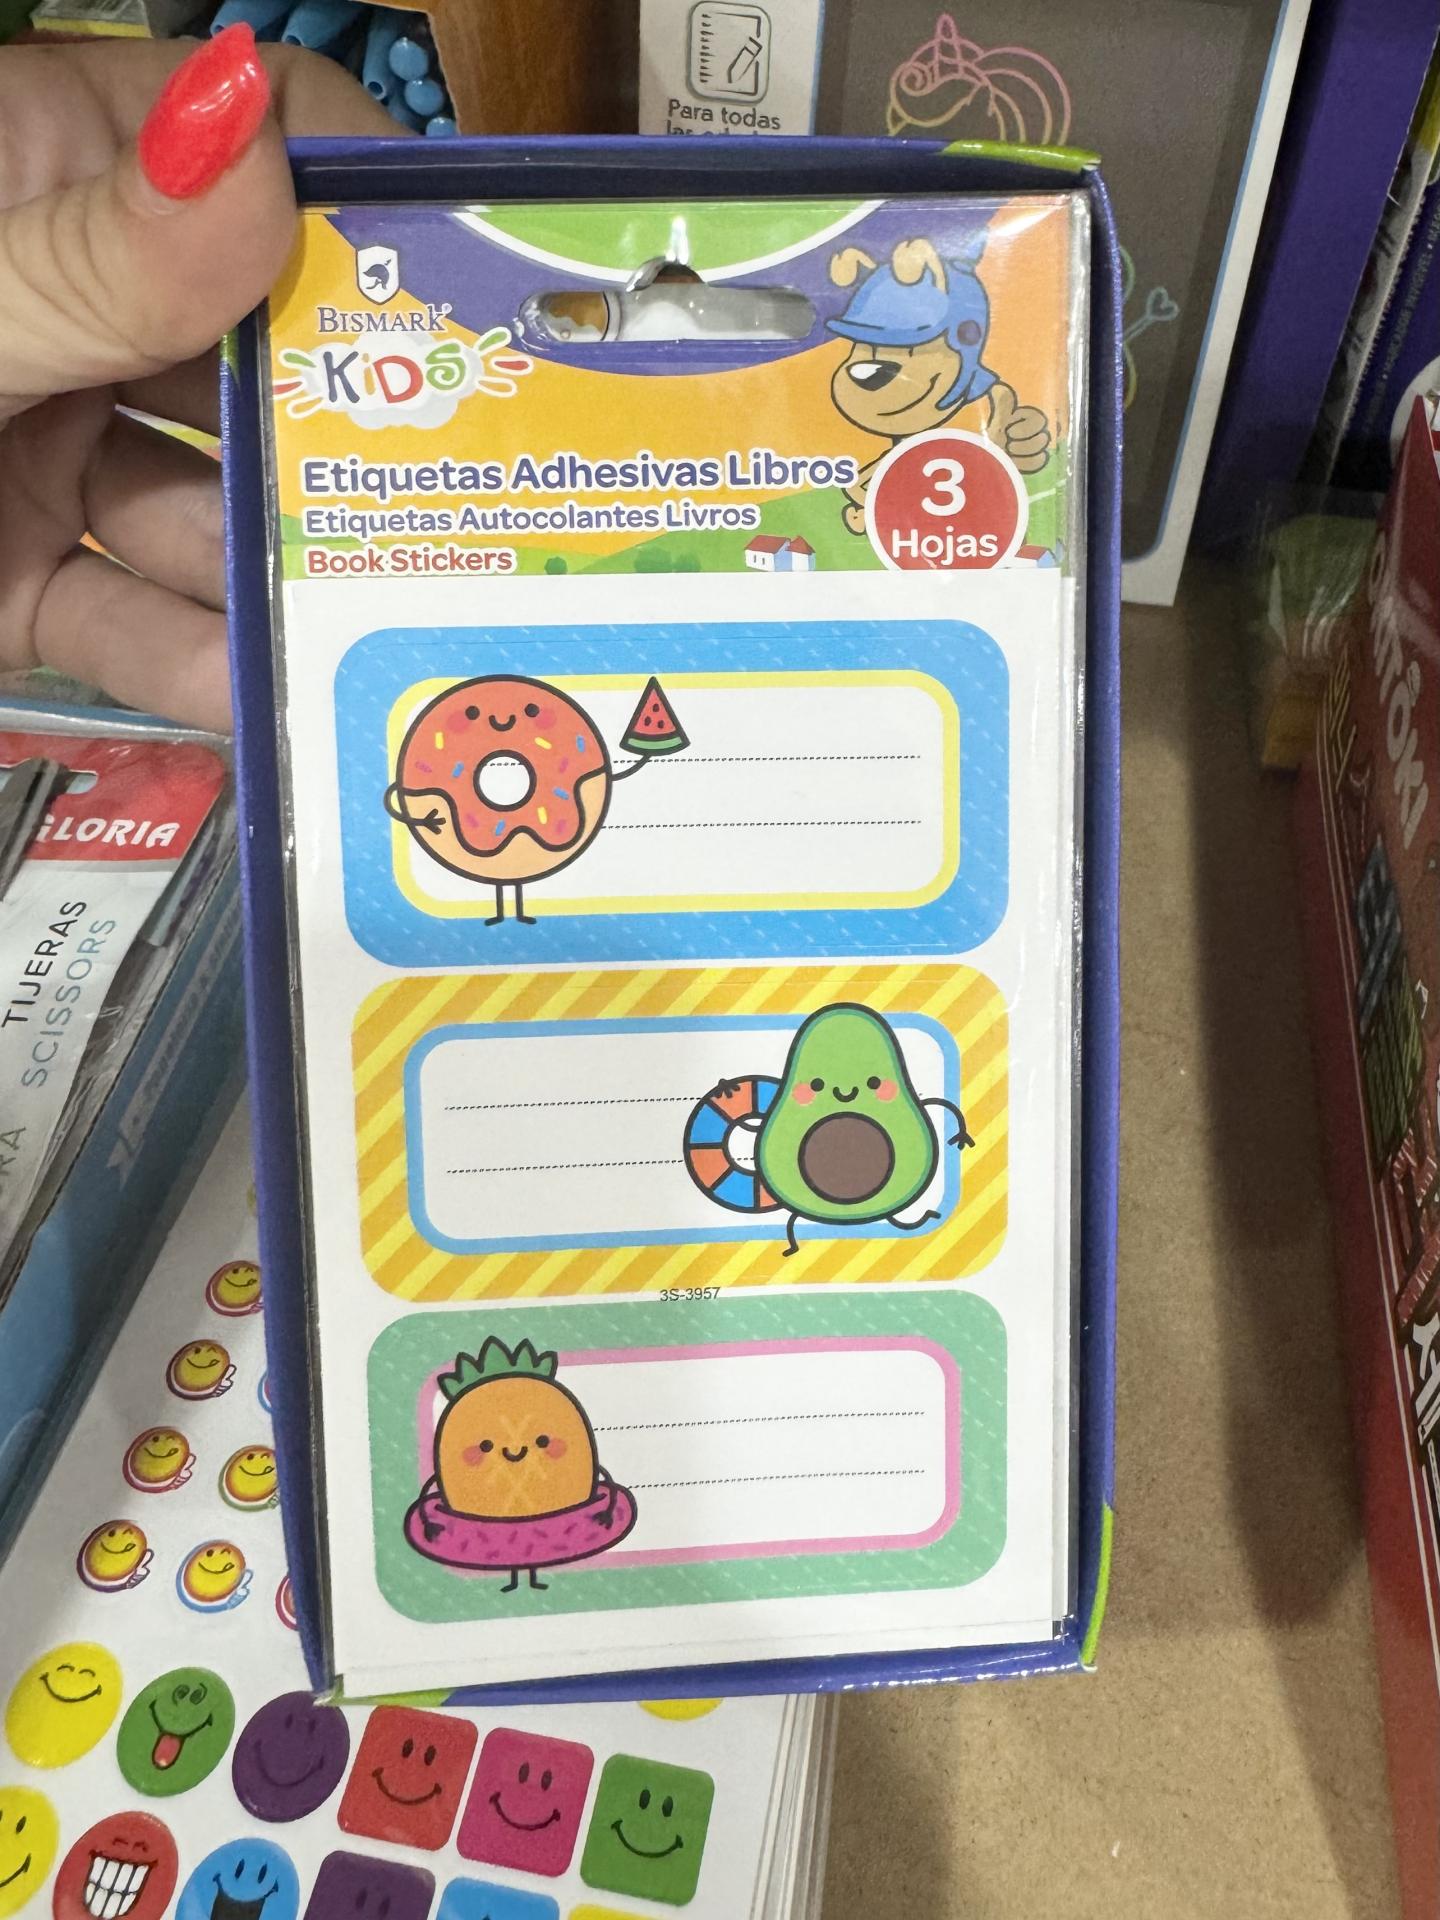 Para todas
BISMARK®
KiDS
Etiquetas Adhesivas Libros
Etiquetas Autocolantes Livros
Book Stickers
3
Hojas
3S-3957
GLORIA
TIJERAS
SCISSORS